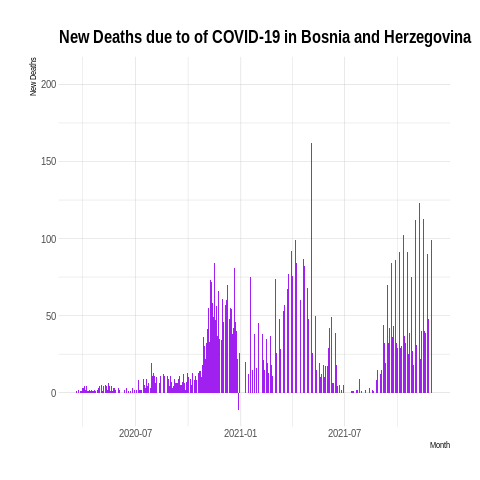 New Deaths due to of COVID-19 in Bosnia and Herzegovina
New Deaths
200
150
100
50
0
2020-07 2021-01 2021-07
Month